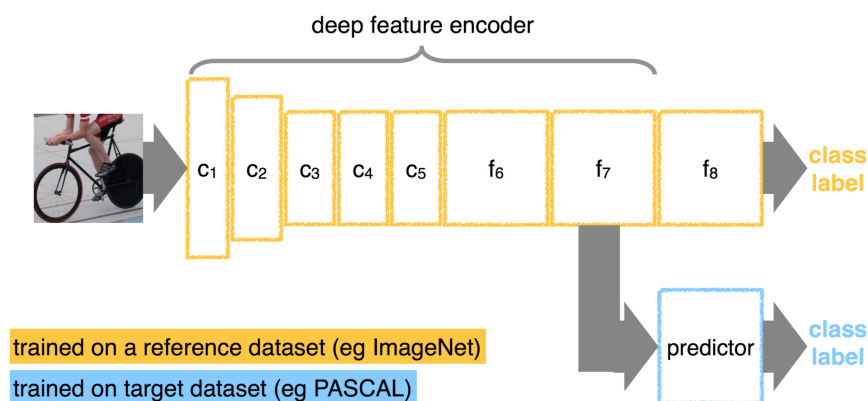 deep feature encoder
c₁
c₂
c₃
c₄
c₅
f₆
f₇
f₈
class
label
predictor
class
label
trained on a reference dataset (eg ImageNet)
trained on target dataset (eg PASCAL)